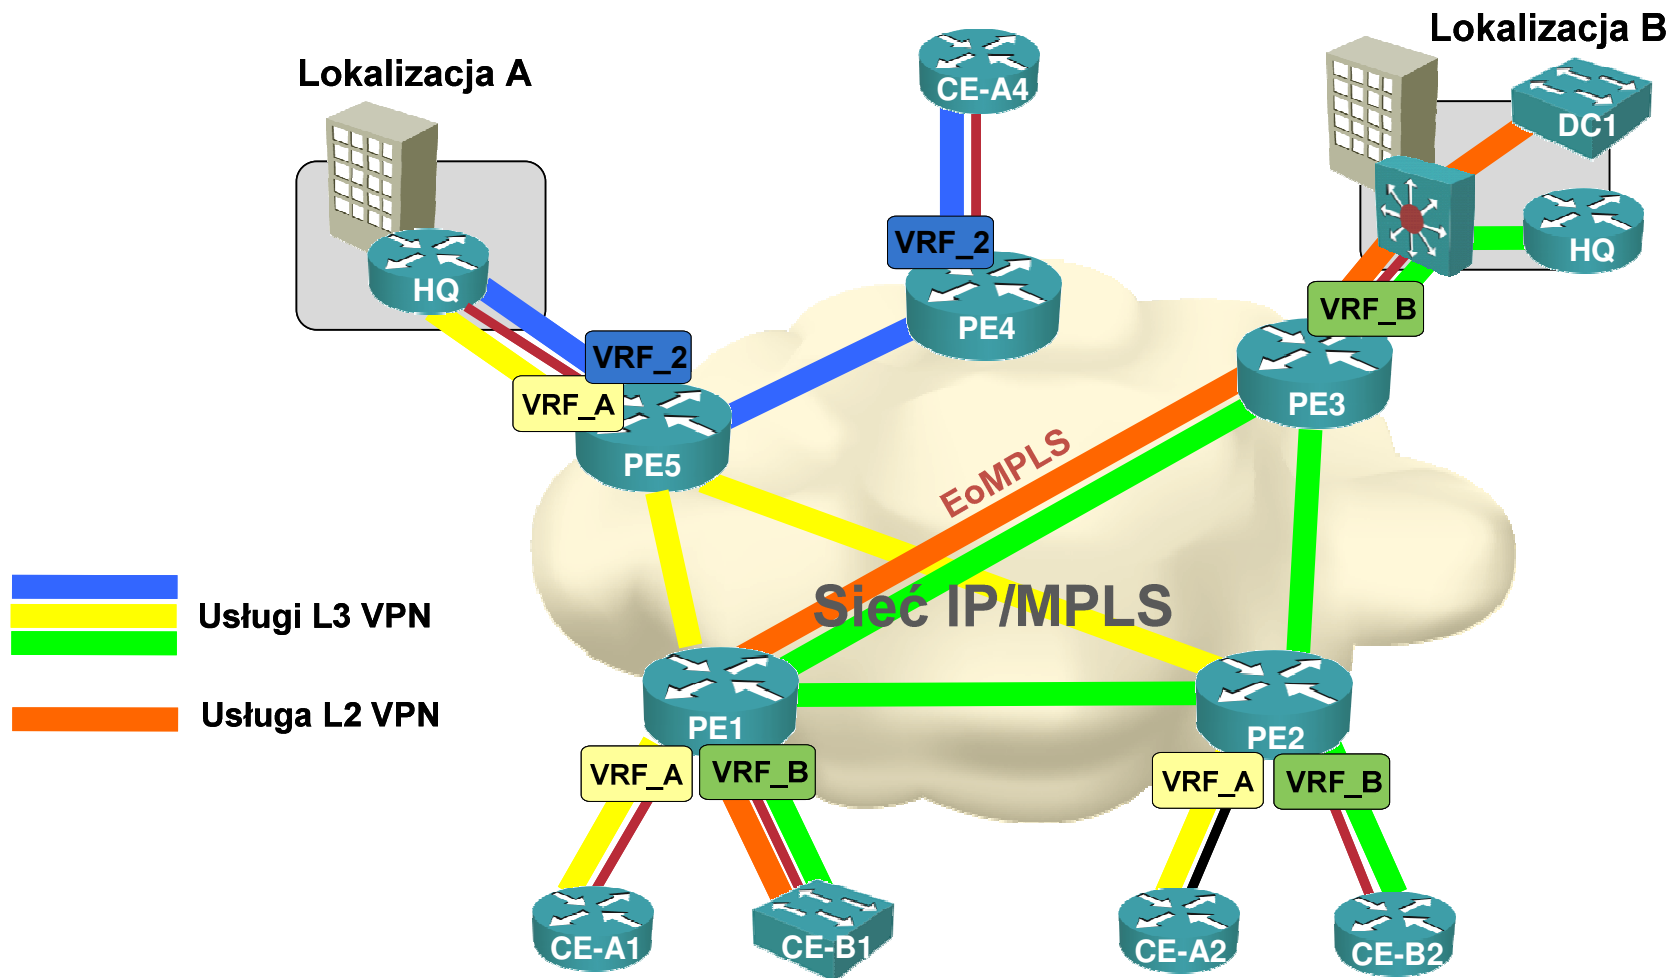 Lokalizacja B
Lokalizacja A
CE-A4
DC1
VRF_2
HQ
HQ
VRF_B
PE4
VRF_2
VRF_A
PE3
PE5
EoMPLS
Sieć IP/MPLS
Usługi L3 VPN
Usługa L2 VPN
PE1
PE2
VRF_A
VRF_B
VRF_A
VRF_B
CE-A1
CE-B1
CE-A2
CE-B2